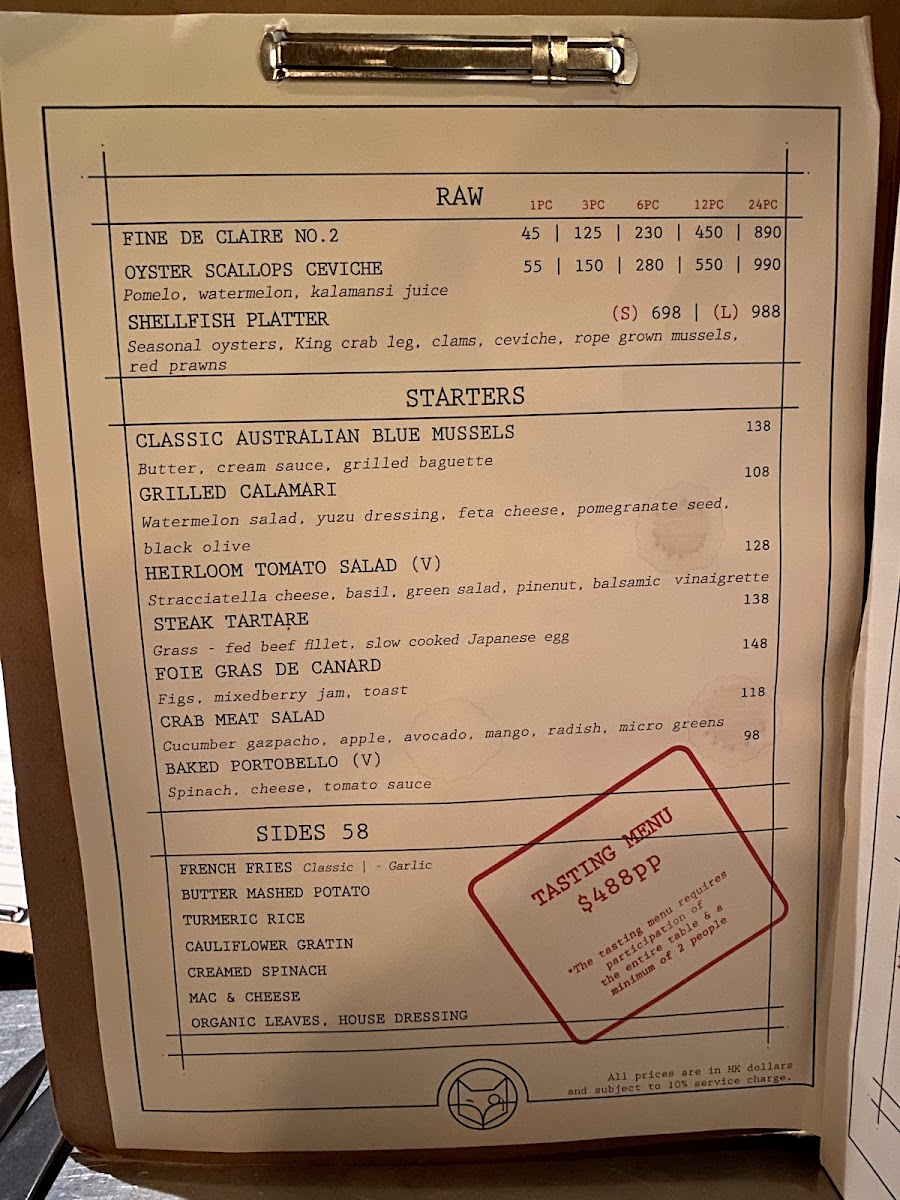 RAW 1PC 3PC 6PC 12PC 24PC
FINE DE CLAIRE NO.2 45 | 125 | 230 | 450 | 890
OYSTER SCALLOPS CEVICHE 55 | 150 | 280 | 550 | 990
Pomelo, watermelon, kalamansi juice
SHELLFISH PLATTER (S) 698 | (L) 988
Seasonal oysters, King crab leg, clams, ceviche, rope grown mussels,
red prawns
STARTERS
CLASSIC AUSTRALIAN BLUE MUSSELS 138
Butter, cream sauce, grilled baguette
GRILLED CALAMARI 108
Watermelon salad, yuzu dressing, feta cheese, pomegranate seed,
black olive
HEIRLOOM TOMATO SALAD (V) 128
Stracciatella cheese, basil, green salad, pinenut, balsamic vinaigrette
STEAK TARTARE 138
Grass - fed beef fillet, slow cooked Japanese egg
FOIE GRAS DE CANARD 148
Figs, mixedberry jam, toast
CRAB MEAT SALAD 118
Cucumber gazpacho, apple, avocado, mango, radish, micro greens
BAKED PORTOBELLO (V) 98
Spinach, cheese, tomato sauce
SIDES 58
FRENCH FRIES Classic | - Garlic
BUTTER MASHED POTATO
TURMERIC RICE
CAULIFLOWER GRATIN
CREAMED SPINACH
MAC & CHEESE
ORGANIC LEAVES, HOUSE DRESSING
TASTING MENU
$488pp
*The tasting menu requires
participation of
the entire table & a
minimum of 2 people
All prices are in HK dollars
and subject to 10% service charge.